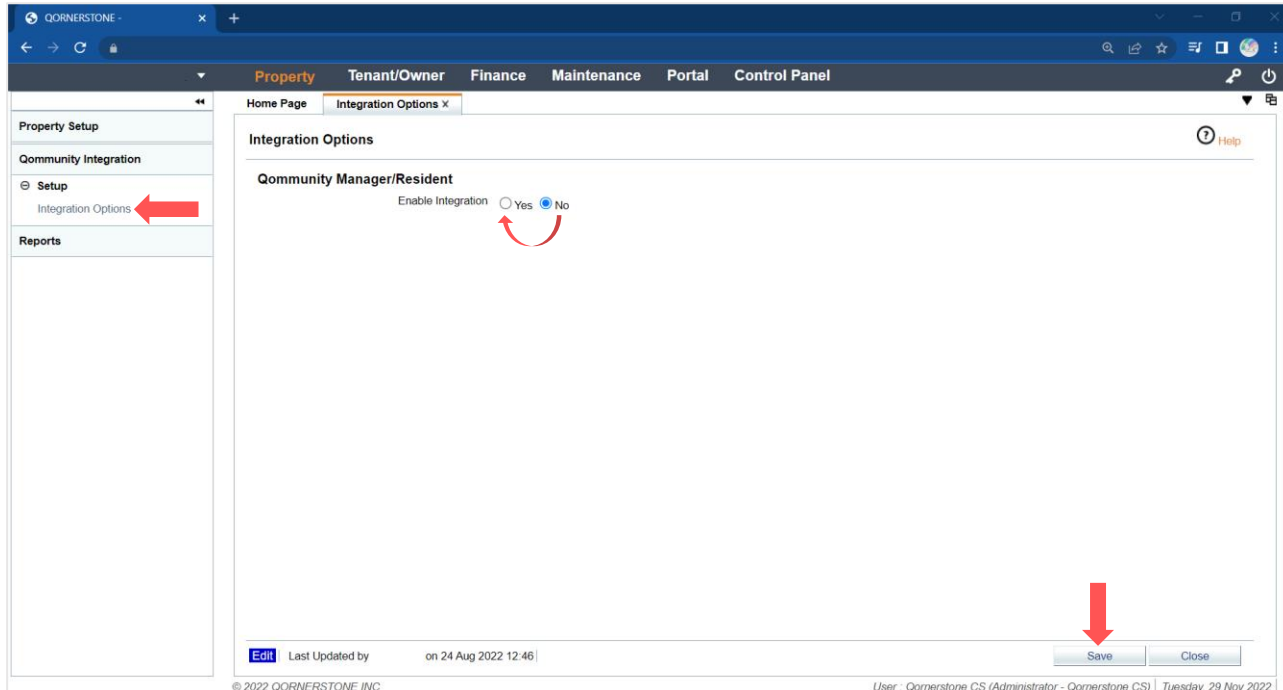 QORNERSTONE -
Property Tenant/Owner Finance Maintenance Portal Control Panel
Home Page Integration Options X
Property Setup
Qommunity Integration
Setup
Integration Options
Reports
Integration Options
Help
Qommunity Manager/Resident
Enable Integration Yes No
Edit Last Updated by on 24 Aug 2022 12:46
Save Close
© 2022 QORNERSTONE INC
User : Qornerstone CS (Administrator - Qornerstone CS) Tuesday, 29 Nov 2022